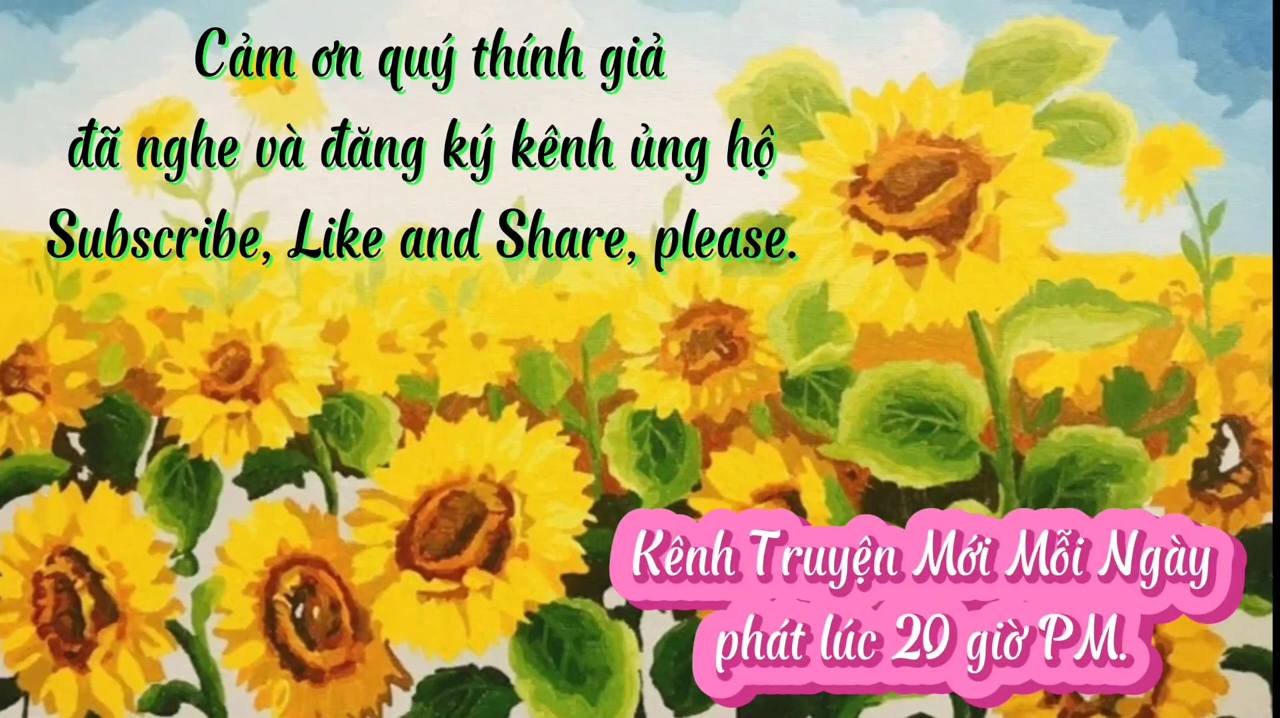 Cảm ơn quý thính giả
đã nghe và đăng ký kênh ủng hộ
Subscribe, Like and Share, please.
Kênh Truyện Mới Mỗi Ngày
phát lúc 20 giờ PM.